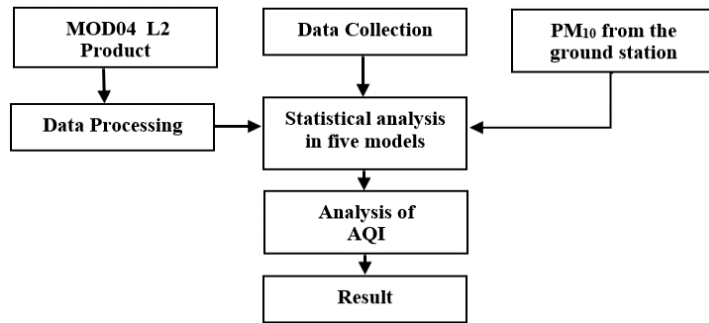 MOD04 L2
Product
Data Collection
PM₁₀ from the
ground station
Data Processing
Statistical analysis
in five models
Analysis of
AQI
Result